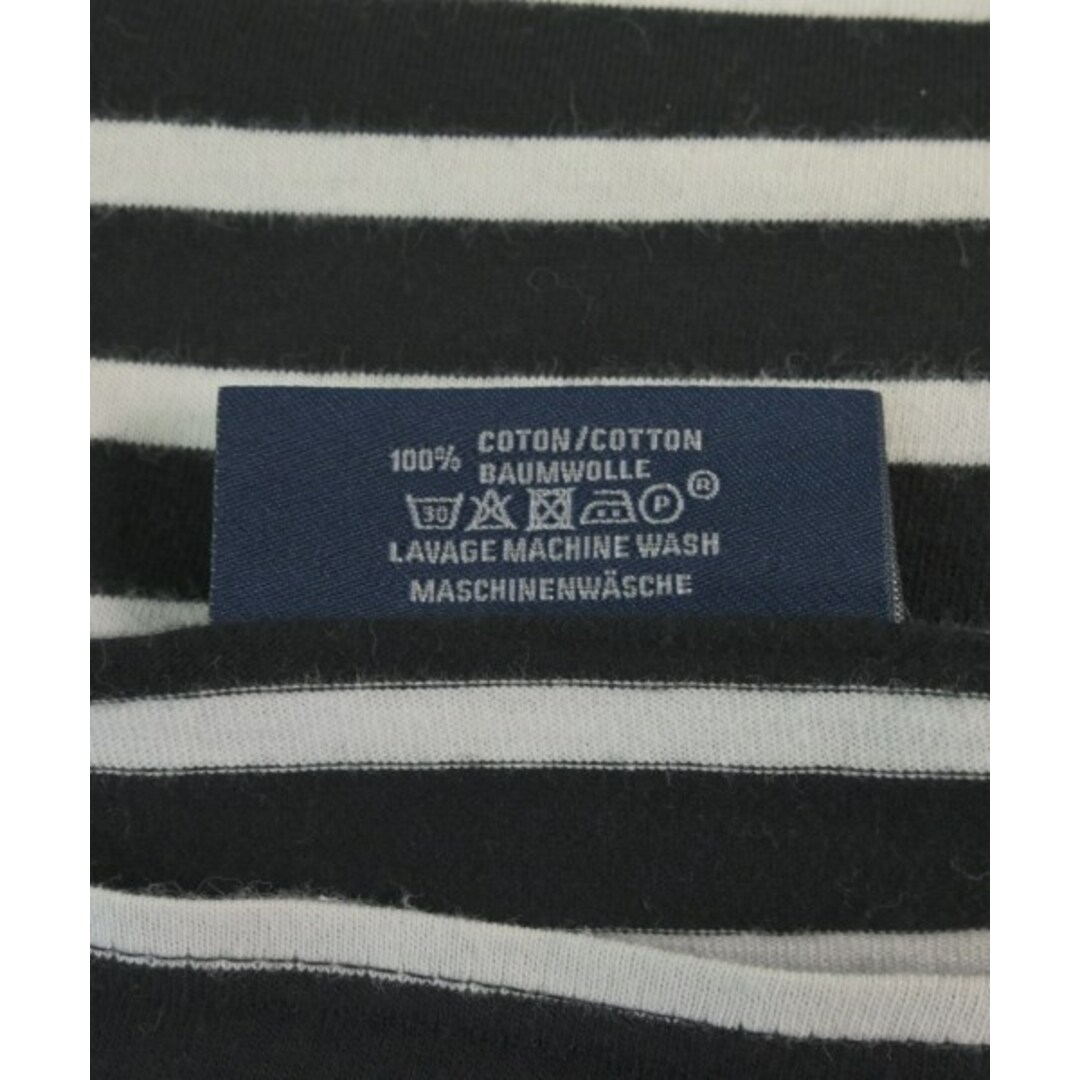 100% COTON/COTTON
BAUMWOLLE
30 P ®
LAVAGE MACHINE WASH
MASCHINENWÄSCHE